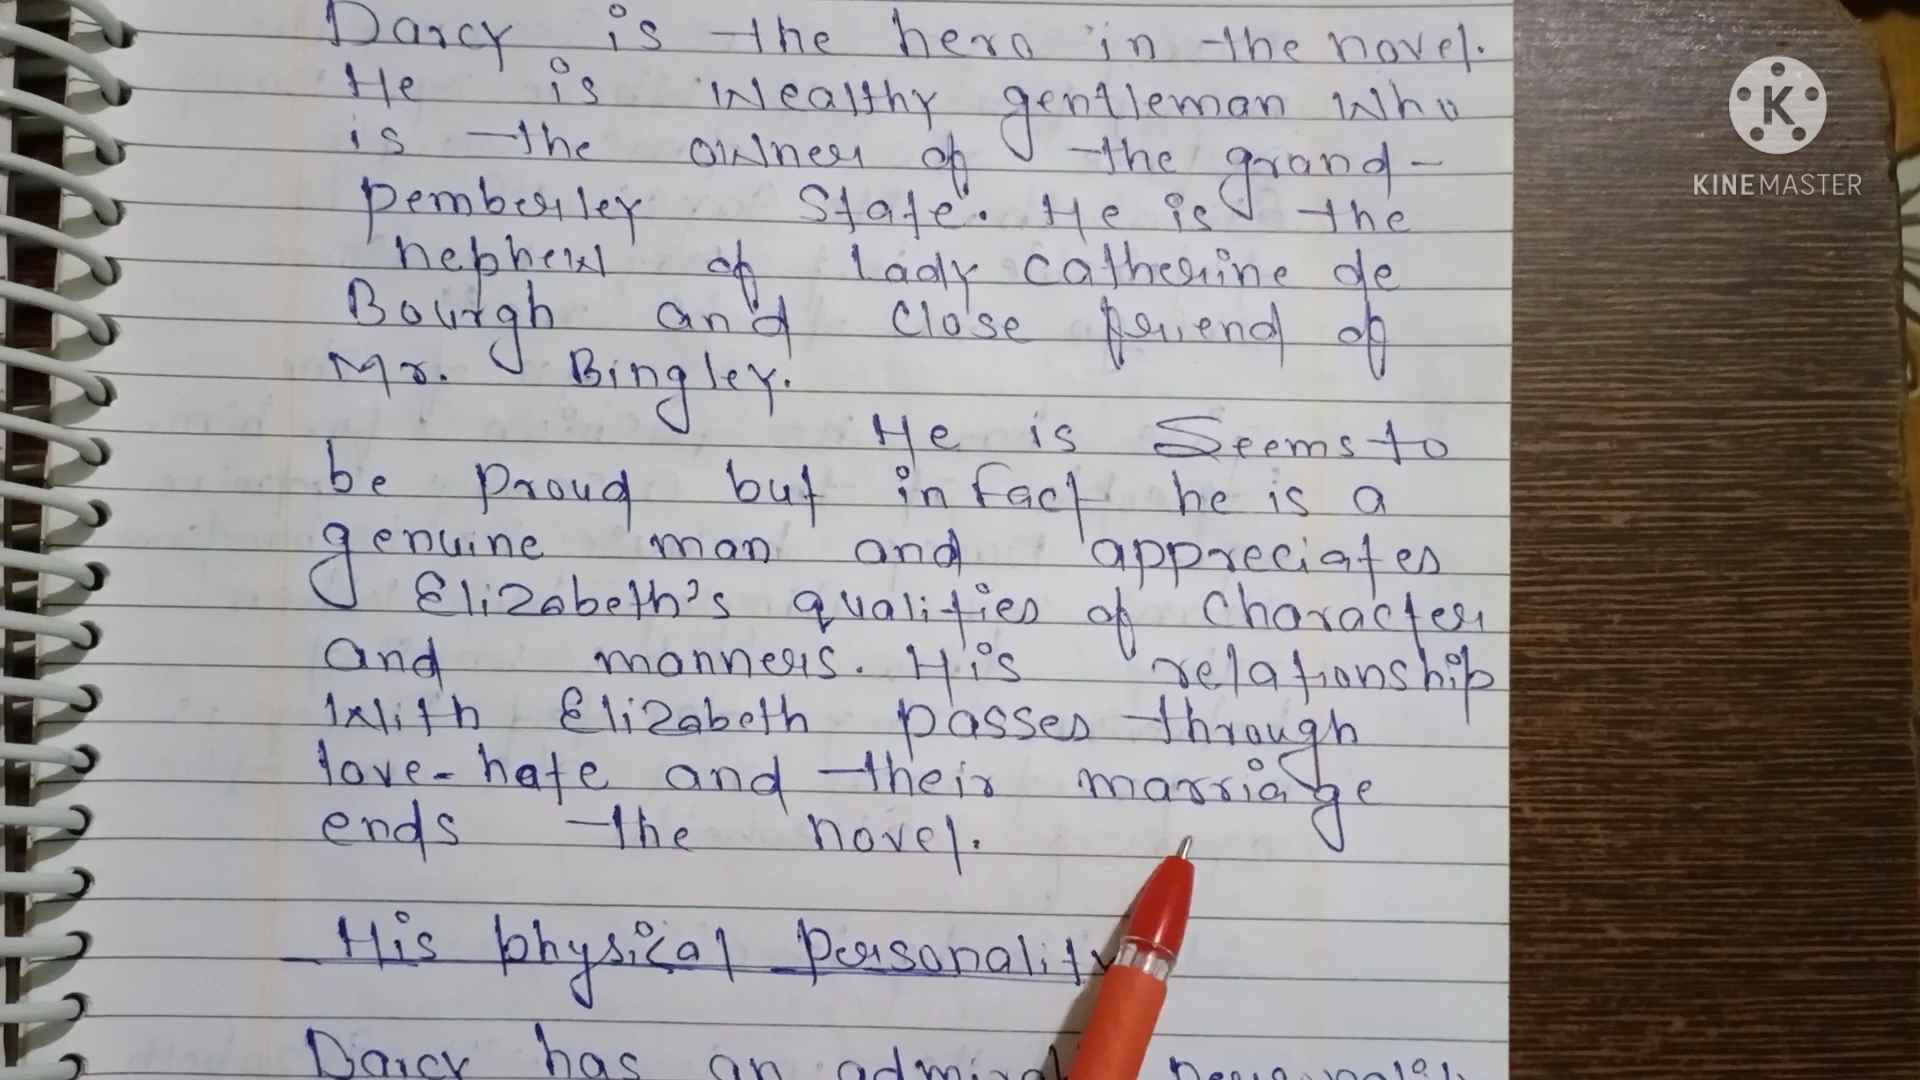 Darcy is the hero in the novel.
He is wealthy gentleman who
is the owner of the grand-
pemberley State. He is the
nephew of lady catherine de
Bourgh and close friend of
Mr. Bingley.
He is Seems to
be proud but in fact he is a
genuine man and appreciates
Elizabeth's qualities of character
and manners. His relationship
with Elizabeth passes through
love-hate and their marriage
ends the novel.
His physical personality
Darcy has an
K
KINEMASTER